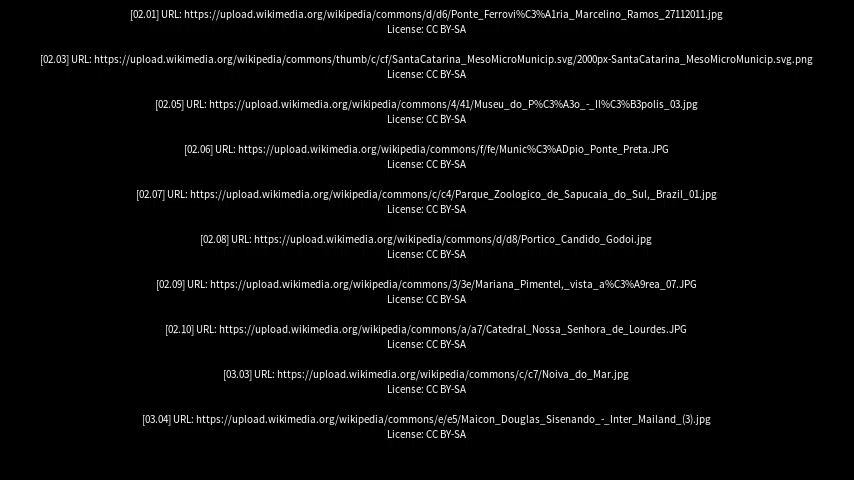 [02.01] URL: https://upload.wikimedia.org/wikipedia/commons/d/d6/Ponte_Ferrovi%C3%A1ria_Marcelino_Ramos_27112011.jpg
License: CC BY-SA
[02.03] URL: https://upload.wikimedia.org/wikipedia/commons/thumb/c/cf/SantaCatarina_MesoMicroMunicip.svg/2000px-SantaCatarina_MesoMicroMunicip.svg.png
License: CC BY-SA
[02.05] URL: https://upload.wikimedia.org/wikipedia/commons/4/41/Museu_do_P%C3%A3o_-_Il%C3%B3polis_03.jpg
License: CC BY-SA
[02.06] URL: https://upload.wikimedia.org/wikipedia/commons/f/fe/Munic%C3%ADpio_Ponte_Preta.JPG
License: CC BY-SA
[02.07] URL: https://upload.wikimedia.org/wikipedia/commons/c/c4/Parque_Zoologico_de_Sapucaia_do_Sul,_Brazil_01.jpg
License: CC BY-SA
[02.08] URL: https://upload.wikimedia.org/wikipedia/commons/d/d8/Portico_Candido_Godoi.jpg
License: CC BY-SA
[02.09] URL: https://upload.wikimedia.org/wikipedia/commons/3/3e/Mariana_Pimentel,_vista_a%C3%A9rea_07.JPG
License: CC BY-SA
[02.10] URL: https://upload.wikimedia.org/wikipedia/commons/a/a7/Catedral_Nossa_Senhora_de_Lourdes.JPG
License: CC BY-SA
[03.03] URL: https://upload.wikimedia.org/wikipedia/commons/c/c7/Noiva_do_Mar.jpg
License: CC BY-SA
[03.04] URL: https://upload.wikimedia.org/wikipedia/commons/e/e5/Maicon_Douglas_Sisenando_-_Inter_Mailand_(3).jpg
License: CC BY-SA